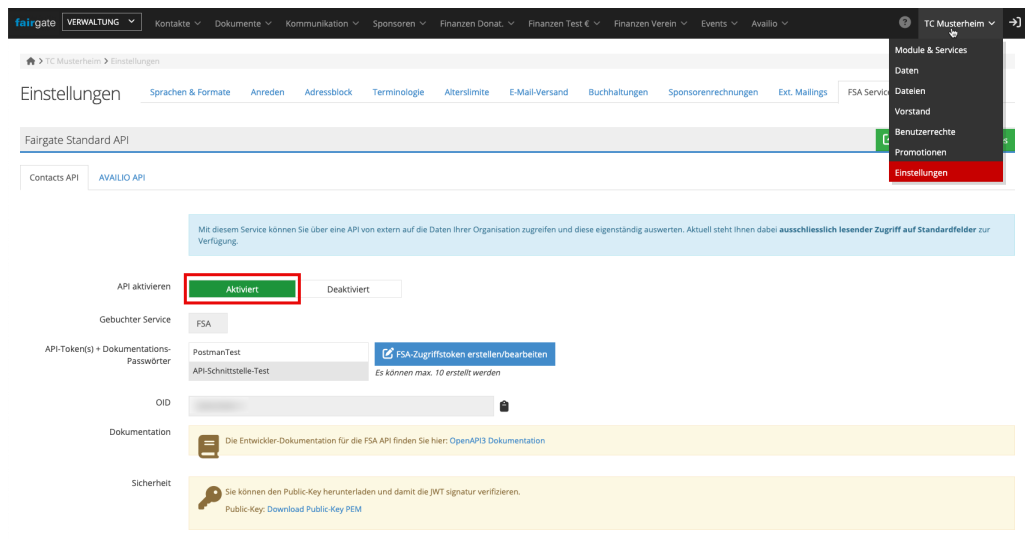 fairgate VERWALTUNG Kontakte Dokumente Kommunikation Sponsoren Finanzen Donat. Finanzen Test € Finanzen Verein Events Availio ? TC Musterheim
Module & Services
Daten
Dateien
Vorstand
Benutzerrechte
Promotionen
Einstellungen
> TC Musterheim > Einstellungen
Einstellungen Sprachen & Formate Anreden Adressblock Terminologie Alterslimite E-Mail-Versand Buchhaltungen Sponsorenrechnungen Ext. Mailings FSA Service
Fairgate Standard API
Contacts API AVAILIO API
Mit diesem Service können Sie über eine API von extern auf die Daten Ihrer Organisation zugreifen und diese eigenständig auswerten. Aktuell steht Ihnen dabei ausschliesslich lesender Zugriff auf Standardfelder zur
Verfügung.
API aktivieren Aktiviert Deaktiviert
Gebuchter Service FSA
API-Token(s) + Dokumentations-
Passwörter
PostmanTest
API-Schnittstelle-Test
FSA-Zugriffstoken erstellen/bearbeiten
Es können max. 10 erstellt werden
OID
Dokumentation
Die Entwickler-Dokumentation für die FSA API finden Sie hier: OpenAPI3 Dokumentation
Sicherheit
Sie können den Public-Key herunterladen und damit die JWT signatur verifizieren.
Public-Key: Download Public-Key PEM